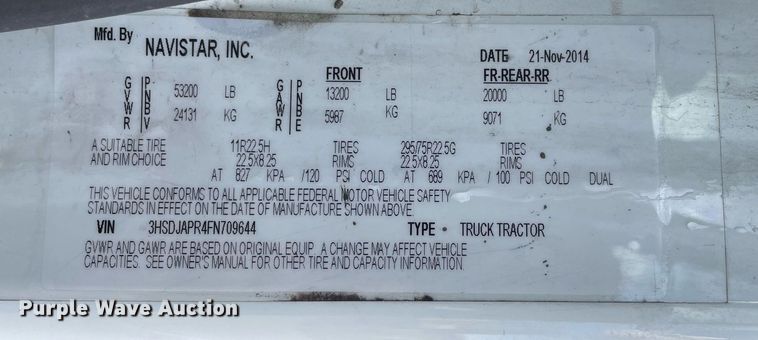 Mfd. By
NAVISTAR, INC.
DATE 21-Nov-2014
FRONT FR-REAR-RR
GVWR PNBV 53200 LB GAWR PNBE 13200 LB 20000 LB
24131 KG 5987 KG 9071 KG
A SUITABLE TIRE 11R22.5H TIRES 295/75R22.5G TIRES
AND RIM CHOICE 22.5X8.25 RIMS 22.5X8.25 RIMS
AT 827 KPA /120 PSI COLD AT 689 KPA / 100 PSI COLD DUAL
THIS VEHICLE CONFORMS TO ALL APPLICABLE FEDERAL MOTOR VEHICLE SAFETY
STANDARDS IN EFFECT ON THE DATE OF MANUFACTURE SHOWN ABOVE.
VIN 3HSDJAPR4FN709644 TYPE TRUCK TRACTOR
GVWR AND GAWR ARE BASED ON ORIGINAL EQUIP. A CHANGE MAY AFFECT VEHICLE
CAPACITIES. SEE OWNER'S MANUAL FOR OTHER TIRE AND CAPACITY INFORMATION
Purple Wave Auction